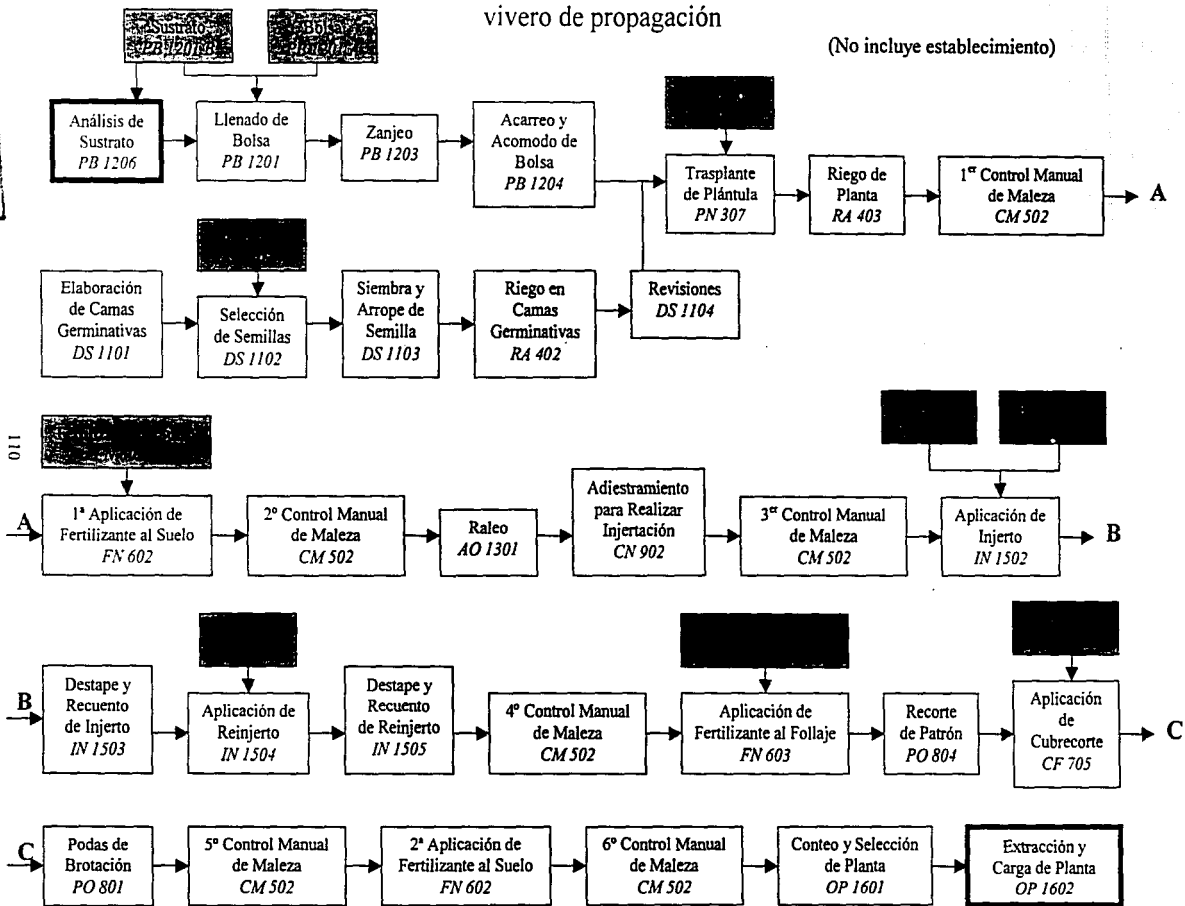 vivero de propagación
(No incluye establecimiento)
Sustrato
Bolsa
PB 1201 B
Análisis de
Sustrato
PB 1206
Llenado de
Bolsa
PB 1201
Zanjeo
PB 1203
Acarreo y
Acomodo de
Bolsa
PB 1204
Trasplante
de Plántula
PN 307
Riego de
Planta
RA 403
1er Control Manual
de Maleza
CM 502
A
Elaboración
de Camas
Germinativas
DS 1101
Selección
de Semillas
DS 1102
Siembra y
Arrope de
Semilla
DS 1103
Riego en
Camas
Germinativas
RA 402
Revisiones
DS 1104
110
A
1ª Aplicación de
Fertilizante al Suelo
FN 602
2º Control Manual
de Maleza
CM 502
Raleo
AO 1301
Adiestramiento
para Realizar
Injertación
CN 902
3er Control Manual
de Maleza
CM 502
Aplicación de
Injerto
IN 1502
B
B
Destape y
Recuento
de Injerto
IN 1503
Aplicación de
Reinjerto
IN 1504
Destape y
Recuento
de Reinjerto
IN 1505
4º Control Manual
de Maleza
CM 502
Aplicación de
Fertilizante al Follaje
FN 603
Recorte
de Patrón
PO 804
Aplicación
de
Cubrecorte
CF 705
C
C
Podas de
Brotación
PO 801
5º Control Manual
de Maleza
CM 502
2ª Aplicación de
Fertilizante al Suelo
FN 602
6º Control Manual
de Maleza
CM 502
Conteo y Selección
de Planta
OP 1601
Extracción y
Carga de Planta
OP 1602